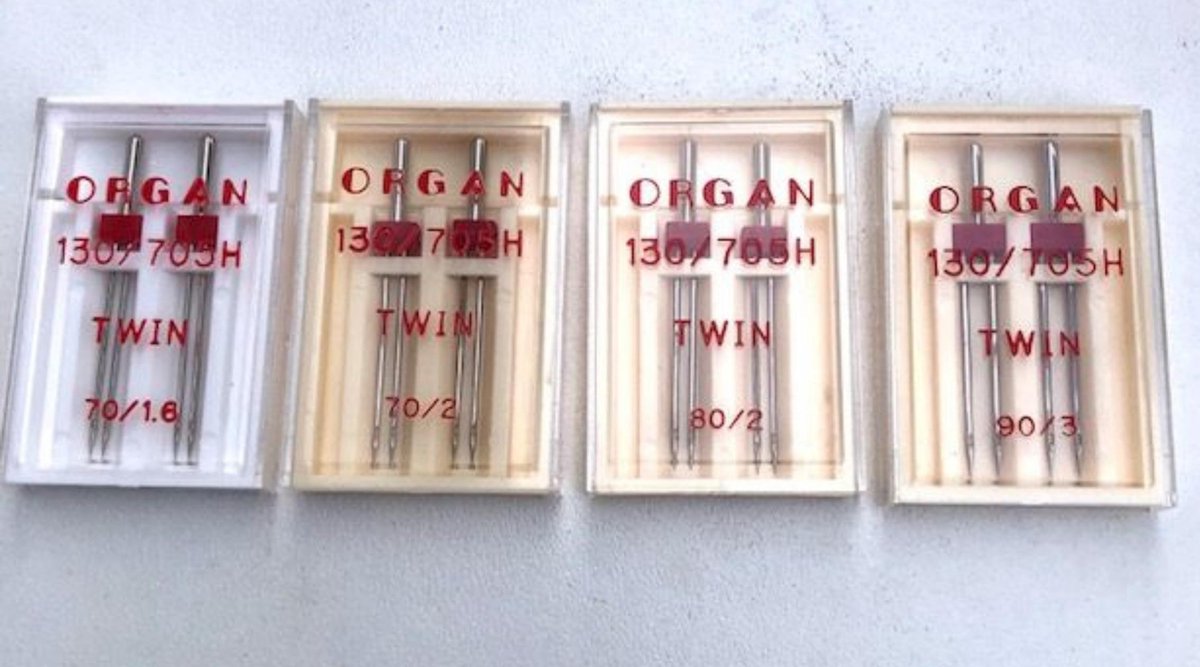 ORGAN
130/705H
TWIN
70/1.6
ORGAN
130/705H
TWIN
70/2
ORGAN
130/705H
TWIN
80/2
ORGAN
130/705H
TWIN
90/3